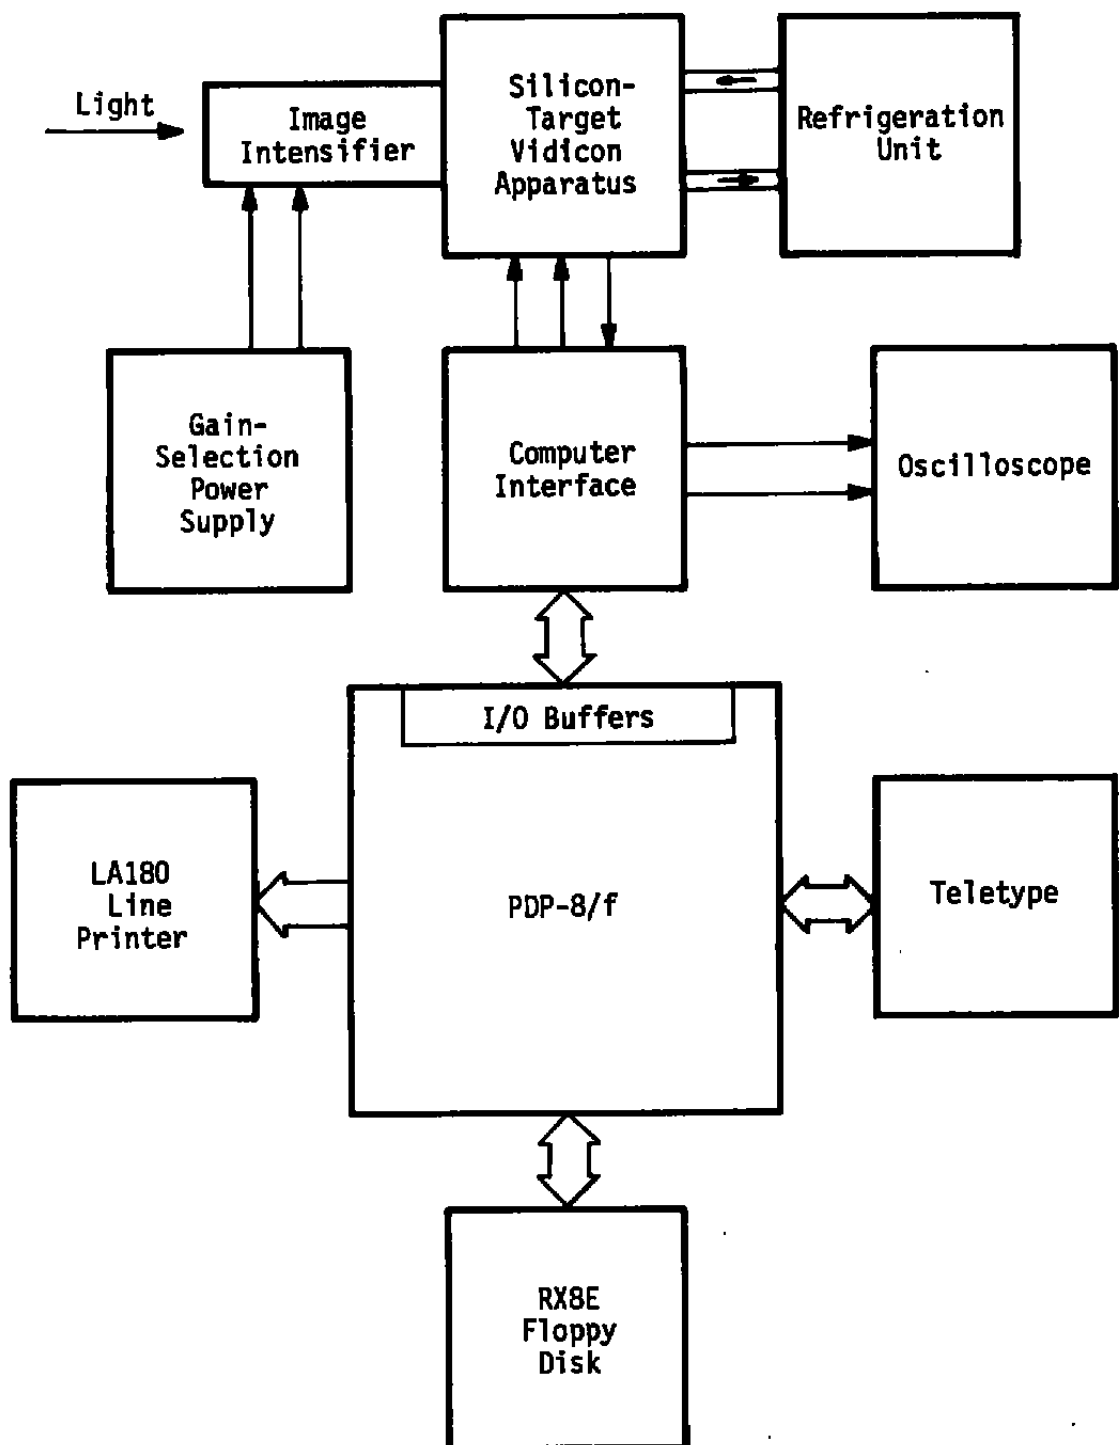 Light
Image
Intensifier
Silicon-
Target
Vidicon
Apparatus
Refrigeration
Unit
Gain-
Selection
Power
Supply
Computer
Interface
Oscilloscope
I/O Buffers
LA180
Line
Printer
PDP-8/f
Teletype
RX8E
Floppy
Disk